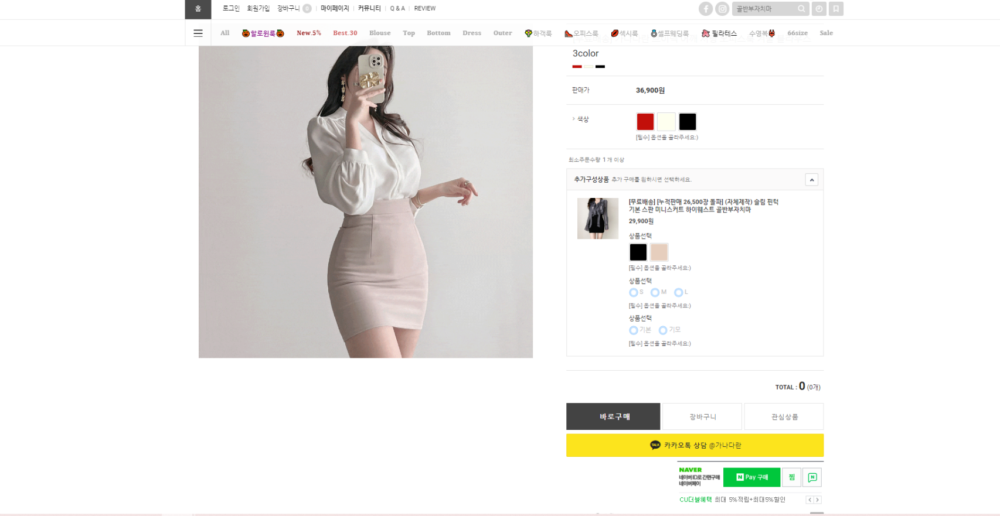 홈
로그인 회원가입 장바구니 0 마이페이지 커뮤니티 Q & A REVIEW
골반부자치마
All 할로윈룩 New.5% Best.30 Blouse Top Bottom Dress Outer 하객룩 오피스룩 섹시룩 셀프웨딩룩 필라테스 수영복 66size Sale
3color
판매가 36,900원
색상
[필수] 옵션을 골라주세요:)
최소주문수량 1개 이상
추가구성상품 추가 구매를 원하시면 선택하세요.
[무료배송] [누적판매 26,500장 돌파] (자체제작) 슬림 핀턱
기본 스판 미니스커트 하이웨스트 골반부자치마
29,900원
상품선택
[필수] 옵션을 골라주세요:)
상품선택
S M L
[필수] 옵션을 골라주세요:)
상품선택
기본 기모
[필수] 옵션을 골라주세요:)
TOTAL : 0 (0개)
바로구매 장바구니 관심상품
TALK 카카오톡 상담 @가나다란
NAVER
네이버 ID로 간편구매
네이버페이
N Pay 구매 찜 N
CU더블혜택 최대 5%적립+최대5%할인